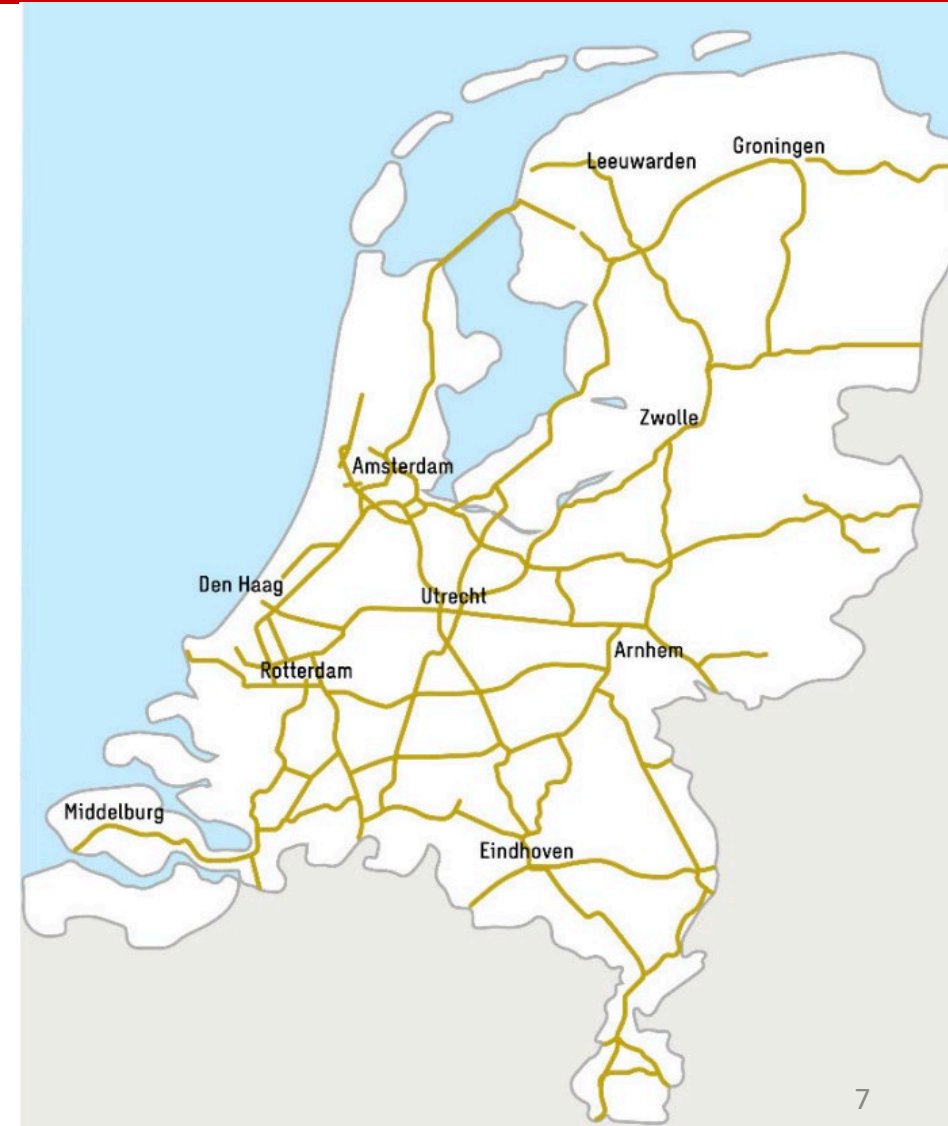 Groningen
Leeuwarden
Zwolle
Amsterdam
Den Haag
Utrecht
Arnhem
Rotterdam
Middelburg
Eindhoven
7